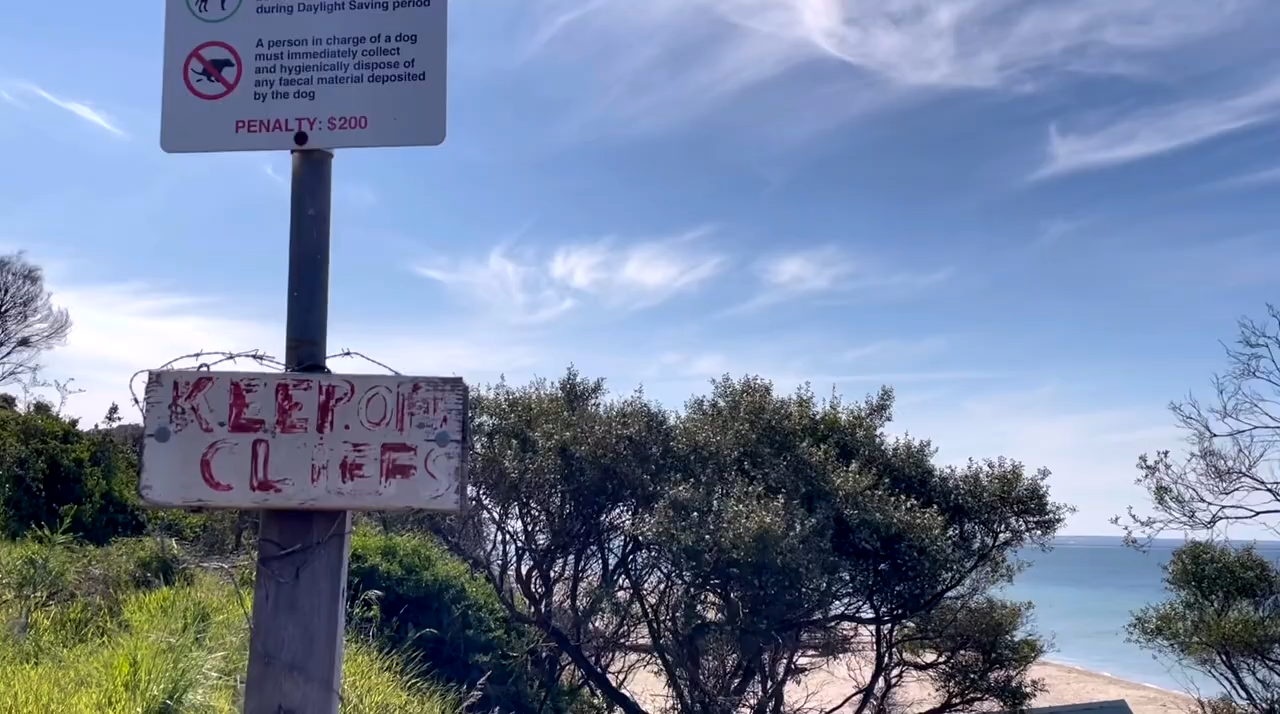 during Daylight Saving period
A person in charge of a dog
must immediately collect
and hygienically dispose of
any faecal material deposited
by the dog
PENALTY: $200
KEEP OFF
CLIFFS